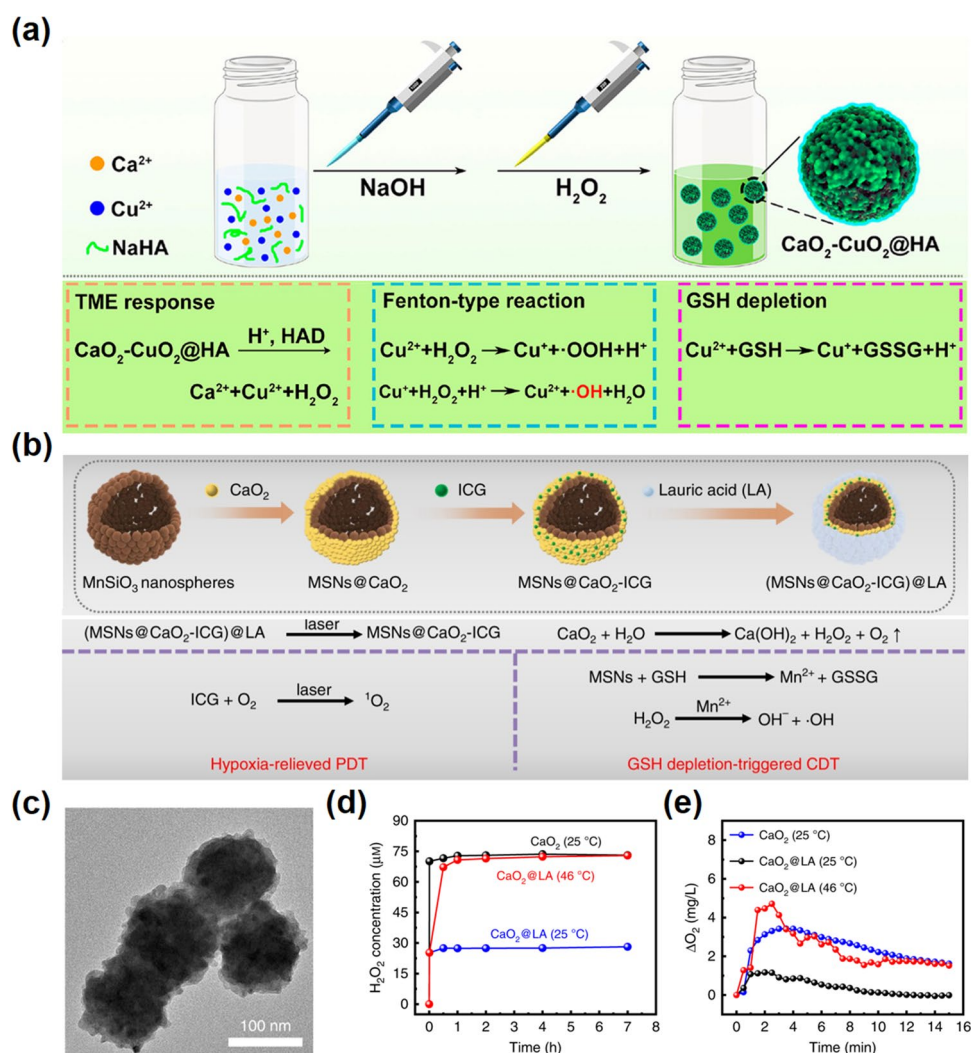 (a)
Ca²⁺
Cu²⁺
NaHA
NaOH
H₂O₂
CaO₂-CuO₂@HA
TME response
CaO₂-CuO₂@HA H⁺, HAD →
Ca²⁺+Cu²⁺+H₂O₂
Fenton-type reaction
Cu²⁺+H₂O₂ → Cu⁺+·OOH+H⁺
Cu⁺+H₂O₂+H⁺ → Cu²⁺+·OH+H₂O
GSH depletion
Cu²⁺+GSH → Cu⁺+GSSG+H⁺
(b)
CaO₂
ICG
Lauric acid (LA)
MnSiO₃ nanospheres
MSNs@CaO₂
MSNs@CaO₂-ICG
(MSNs@CaO₂-ICG)@LA
(MSNs@CaO₂-ICG)@LA laser → MSNs@CaO₂-ICG
CaO₂ + H₂O → Ca(OH)₂ + H₂O₂ + O₂ ↑
ICG + O₂ laser → ¹O₂
Hypoxia-relieved PDT
MSNs + GSH → Mn²⁺ + GSSG
H₂O₂ Mn²⁺ → OH⁻ + ·OH
GSH depletion-triggered CDT
(c)
100 nm
(d)
H₂O₂ concentration (μM)
90
75
60
45
30
15
0
CaO₂ (25 °C)
CaO₂@LA (46 °C)
CaO₂@LA (25 °C)
0 1 2 3 4 5 6 7 8
Time (h)
(e)
ΔO₂ (mg/L)
8
6
4
2
0
CaO₂ (25 °C)
CaO₂@LA (25 °C)
CaO₂@LA (46 °C)
0 2 4 6 8 10 12 14 16
Time (min)